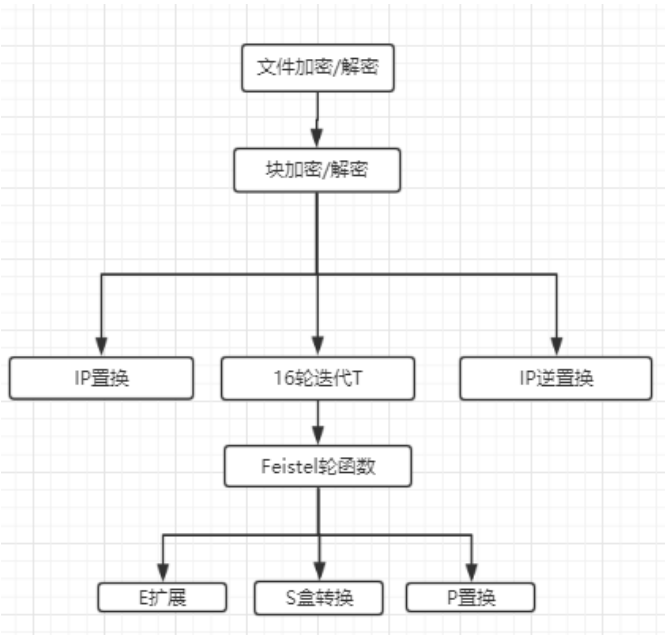 文件加密/解密
块加密/解密
IP置换
16轮迭代T
IP逆置换
Feistel轮函数
E扩展
S盒转换
P置换